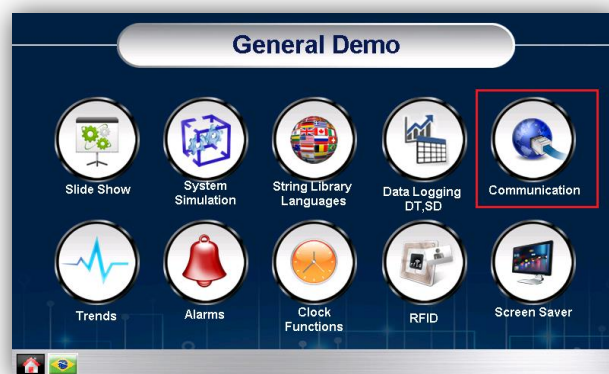 General Demo
Slide Show
System
Simulation
String Library
Languages
Data Logging
DT,SD
Communication
Trends
Alarms
Clock
Functions
RFID
Screen Saver